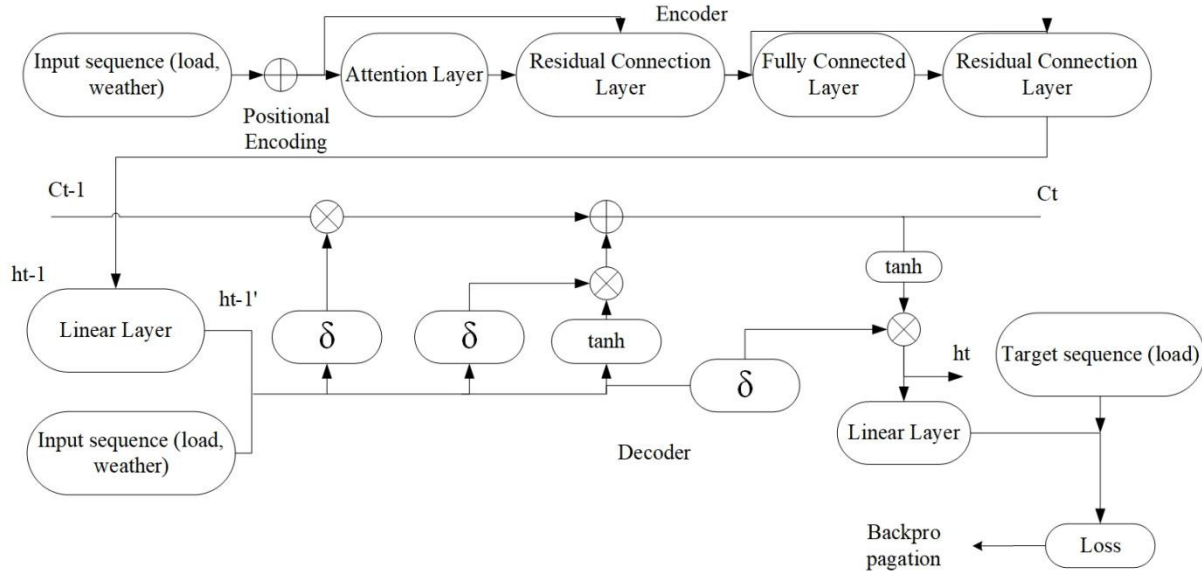 Encoder
Input sequence (load,
weather)
Attention Layer
Residual Connection
Layer
Fully Connected
Layer
Residual Connection
Layer
Positional
Encoding
Ct-1
Ct
ht-1
ht-1'
Linear Layer
δ
δ
tanh
δ
tanh
ht
Target sequence (load)
Input sequence (load,
weather)
Linear Layer
Decoder
Backpro
pagation
Loss